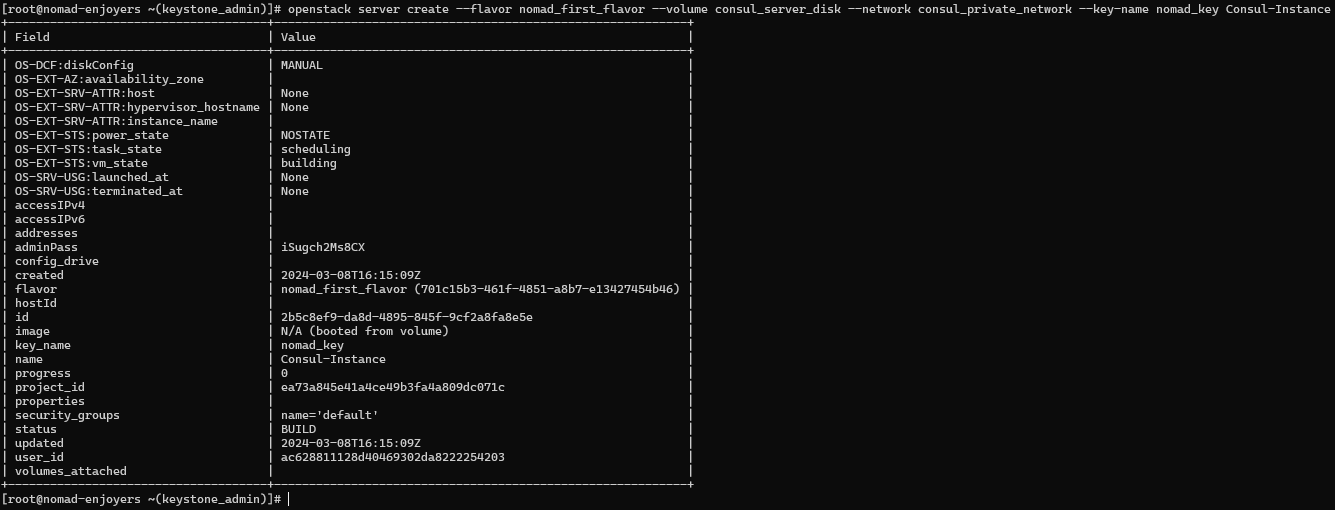 [root@nomad-enjoyers ~(keystone_admin)]# openstack server create --flavor nomad_first_flavor --volume consul_server_disk --network consul_private_network --key-name nomad_key Consul-Instance
+-------------------------------------+----------------------------------------------------------+
| Field | Value |
+-------------------------------------+----------------------------------------------------------+
| OS-DCF:diskConfig | MANUAL |
| OS-EXT-AZ:availability_zone | |
| OS-EXT-SRV-ATTR:host | None |
| OS-EXT-SRV-ATTR:hypervisor_hostname | None |
| OS-EXT-SRV-ATTR:instance_name | |
| OS-EXT-STS:power_state | NOSTATE |
| OS-EXT-STS:task_state | scheduling |
| OS-EXT-STS:vm_state | building |
| OS-SRV-USG:launched_at | None |
| OS-SRV-USG:terminated_at | None |
| accessIPv4 | |
| accessIPv6 | |
| addresses | |
| adminPass | iSugch2Ms8CX |
| config_drive | |
| created | 2024-03-08T16:15:09Z |
| flavor | nomad_first_flavor (701c15b3-461f-4851-a8b7-e13427454b46) |
| hostId | |
| id | 2b5c8ef9-da8d-4895-845f-9cf2a8fa8e5e |
| image | N/A (booted from volume) |
| key_name | nomad_key |
| name | Consul-Instance |
| progress | 0 |
| project_id | ea73a845e41a4ce49b3fa4a809dc071c |
| properties | |
| security_groups | name='default' |
| status | BUILD |
| updated | 2024-03-08T16:15:09Z |
| user_id | ac628811128d40469302da8222254203 |
| volumes_attached | |
+-------------------------------------+----------------------------------------------------------+
[root@nomad-enjoyers ~(keystone_admin)]#